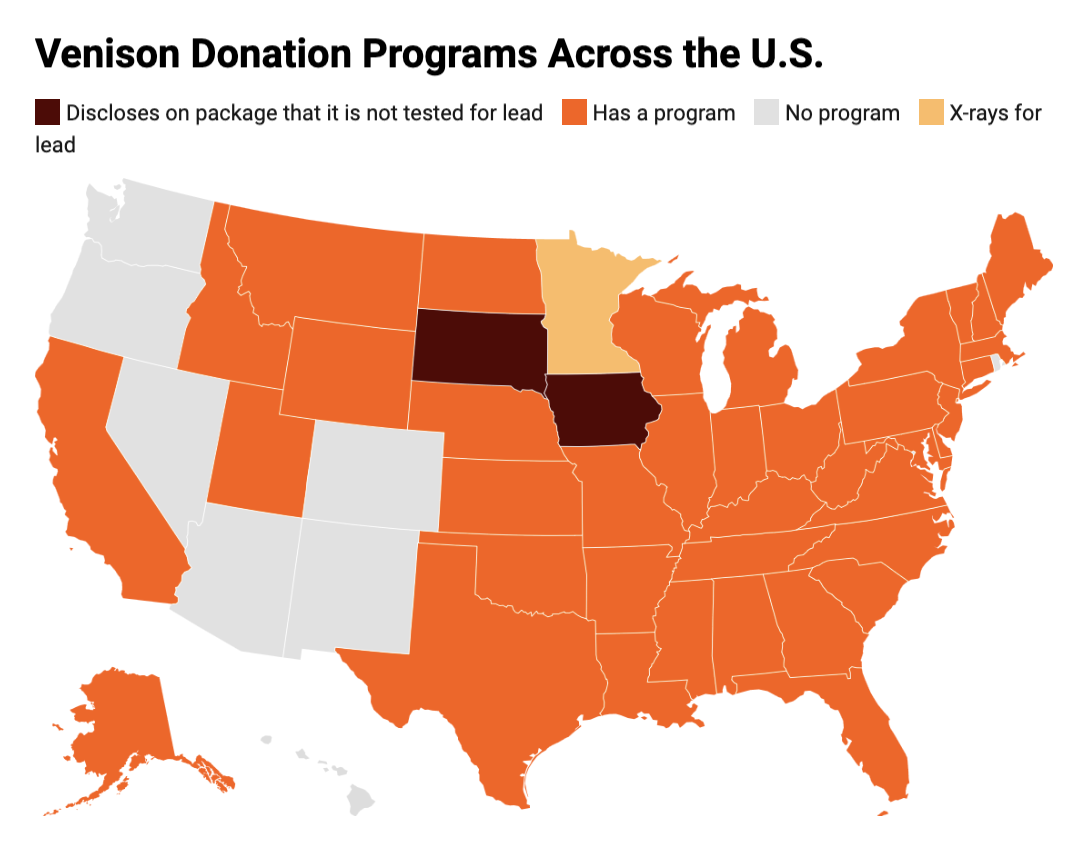 Venison Donation Programs Across the U.S.
Discloses on package that it is not tested for lead Has a program No program X-rays for
lead